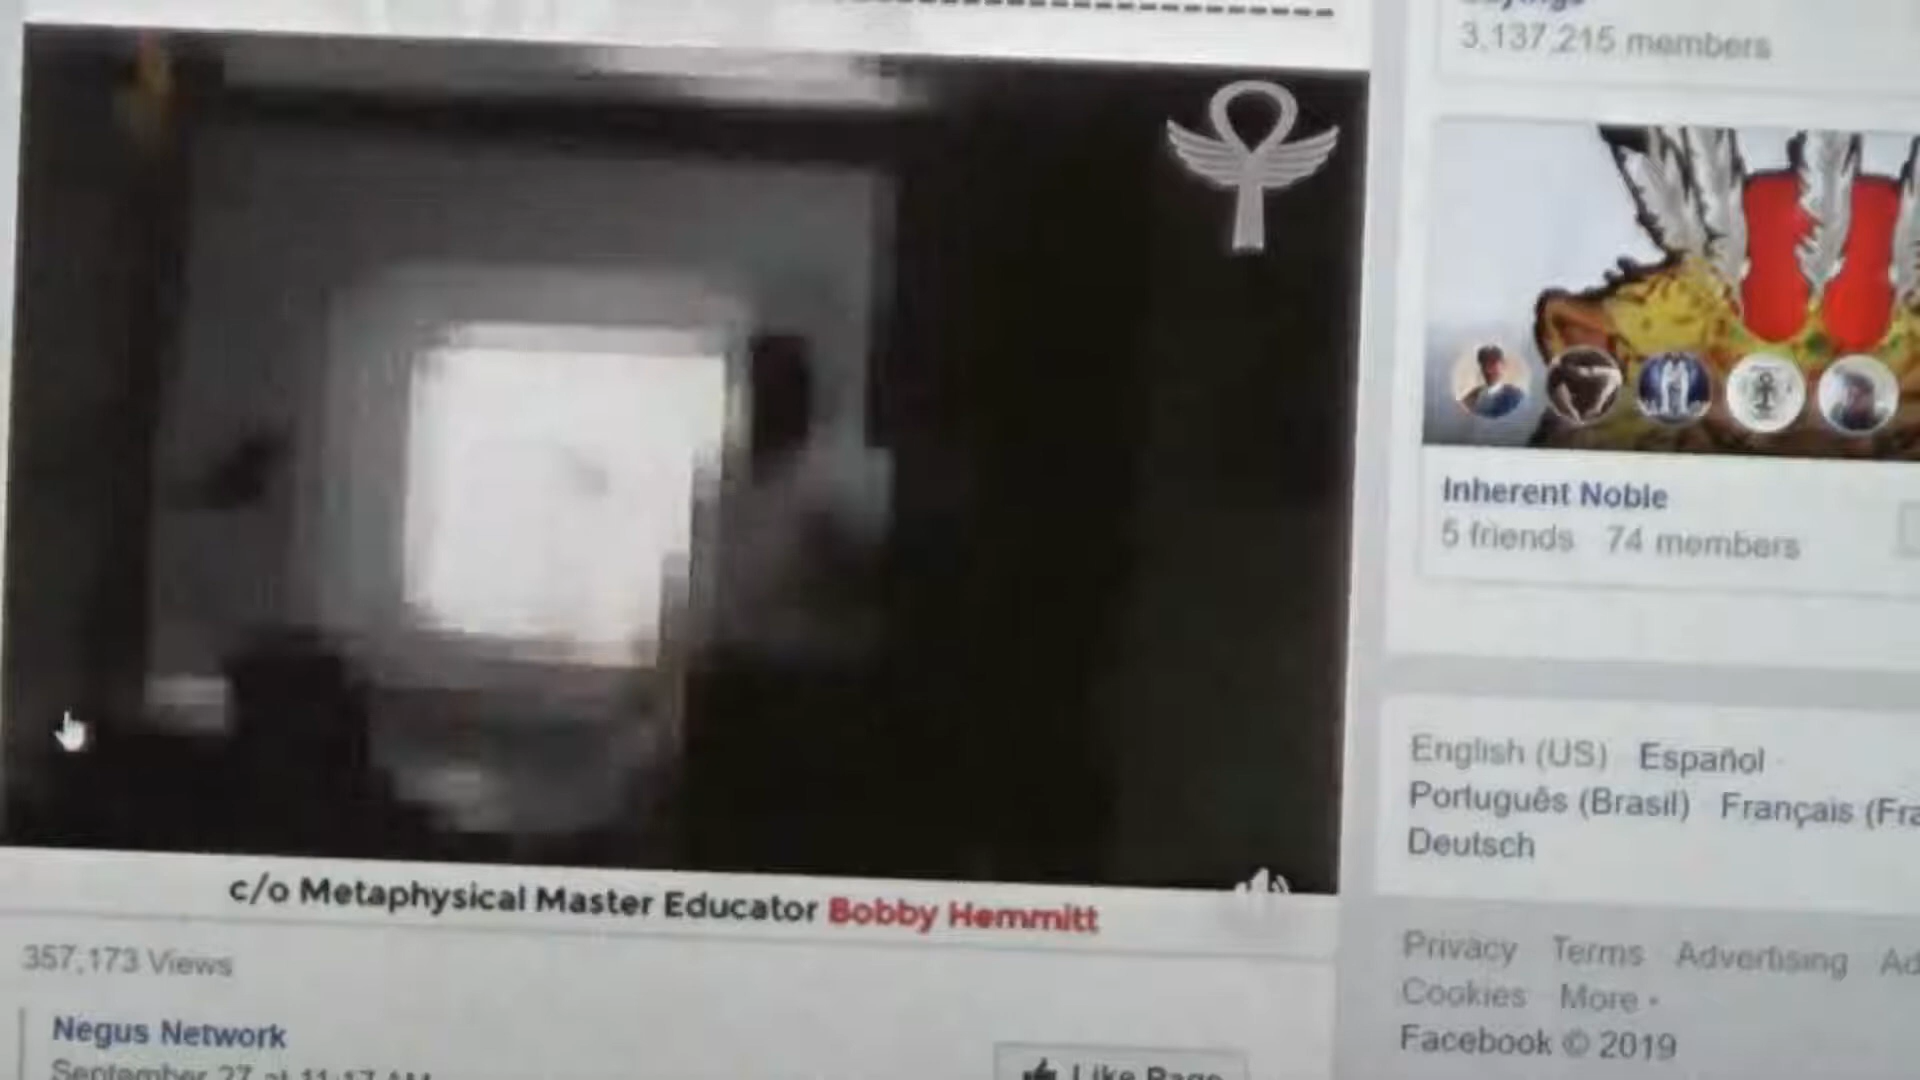 3,137,215 members
Inherent Noble
5 friends 74 members
English (US) Español
Português (Brasil) Français (Fra
Deutsch
c/o Metaphysical Master Educator Bobby Hemmitt
357,173 Views
Privacy Terms Advertising Ad
Cookies More
Facebook © 2019
Negus Network
September 27 at 11:17 AM
Like Page